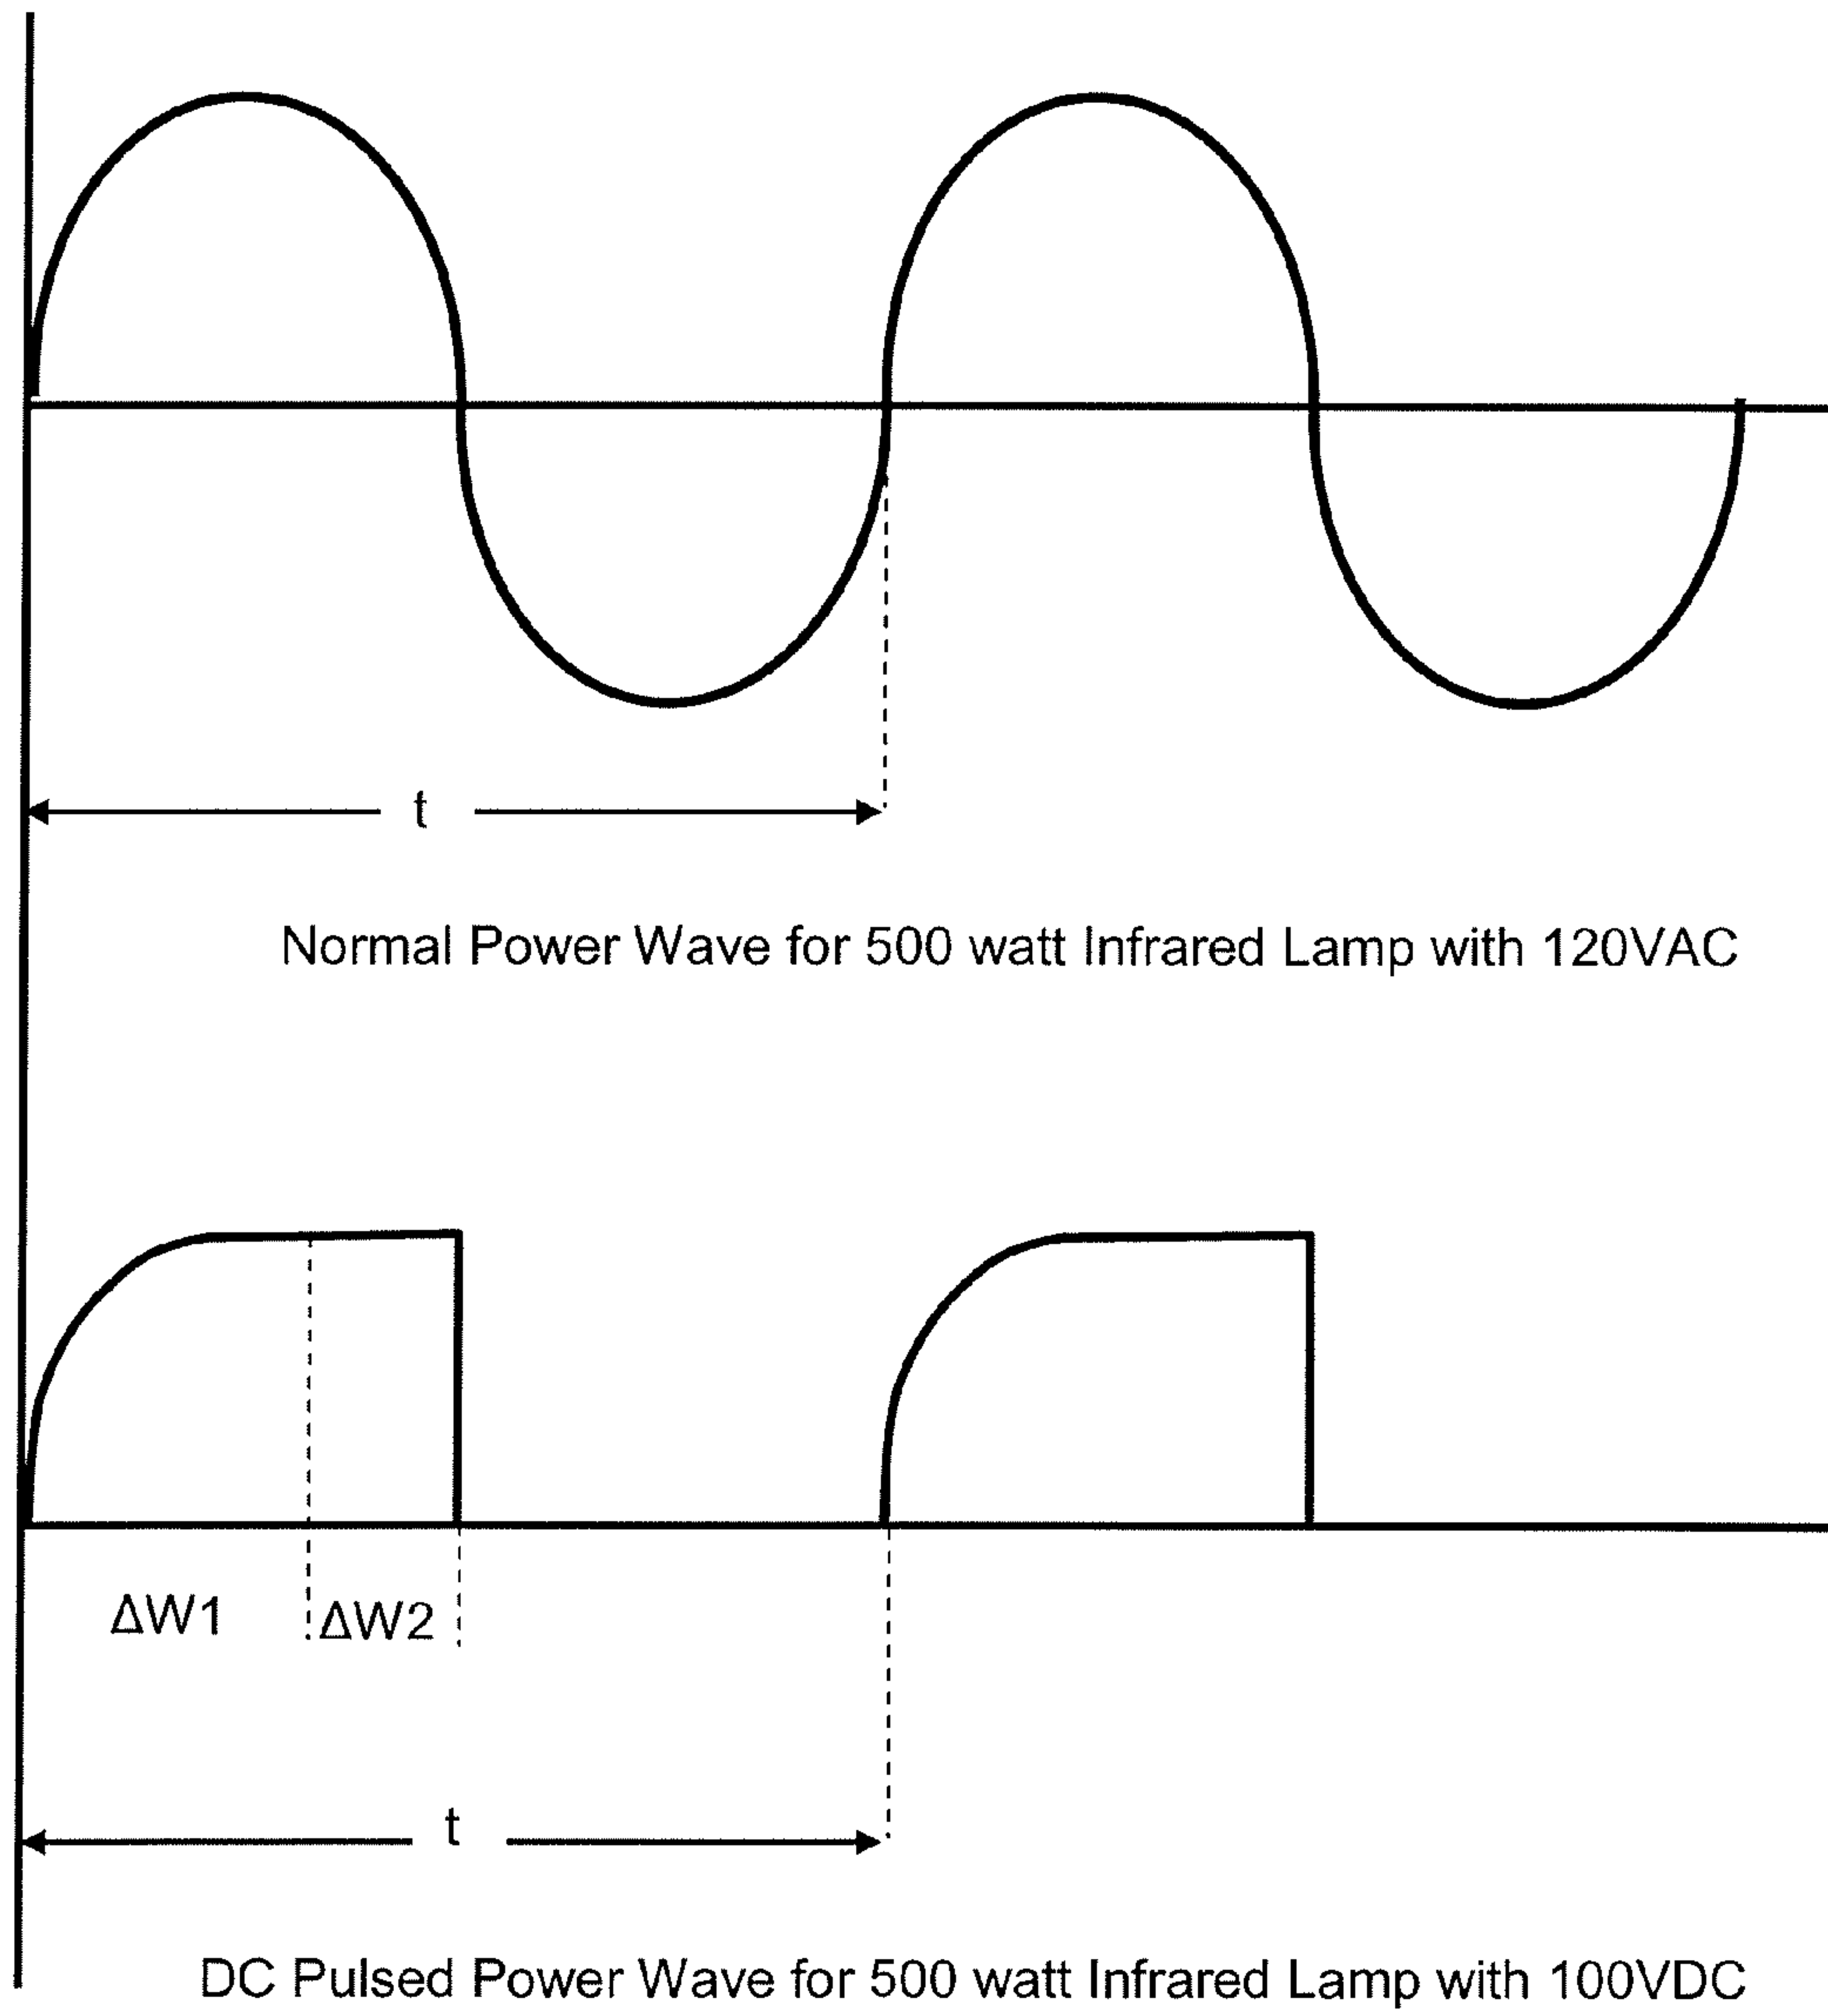 t
Normal Power Wave for 500 watt Infrared Lamp with 120VAC
ΔW1 ΔW2
t
DC Pulsed Power Wave for 500 watt Infrared Lamp with 100VDC